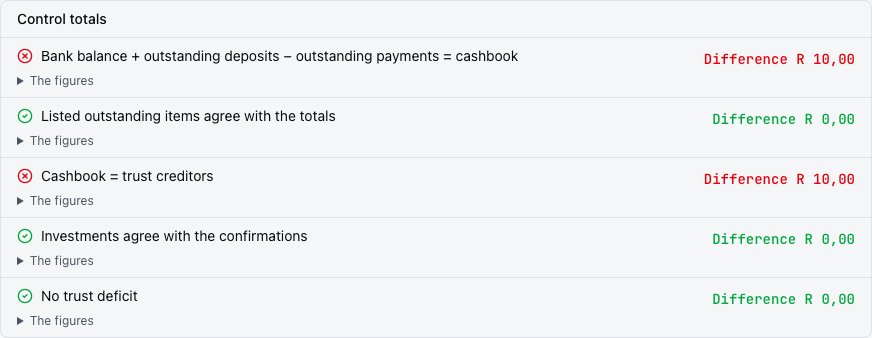 Control totals
Bank balance + outstanding deposits − outstanding payments = cashbook
Difference R 10,00
The figures
Listed outstanding items agree with the totals
Difference R 0,00
The figures
Cashbook = trust creditors
Difference R 10,00
The figures
Investments agree with the confirmations
Difference R 0,00
The figures
No trust deficit
Difference R 0,00
The figures